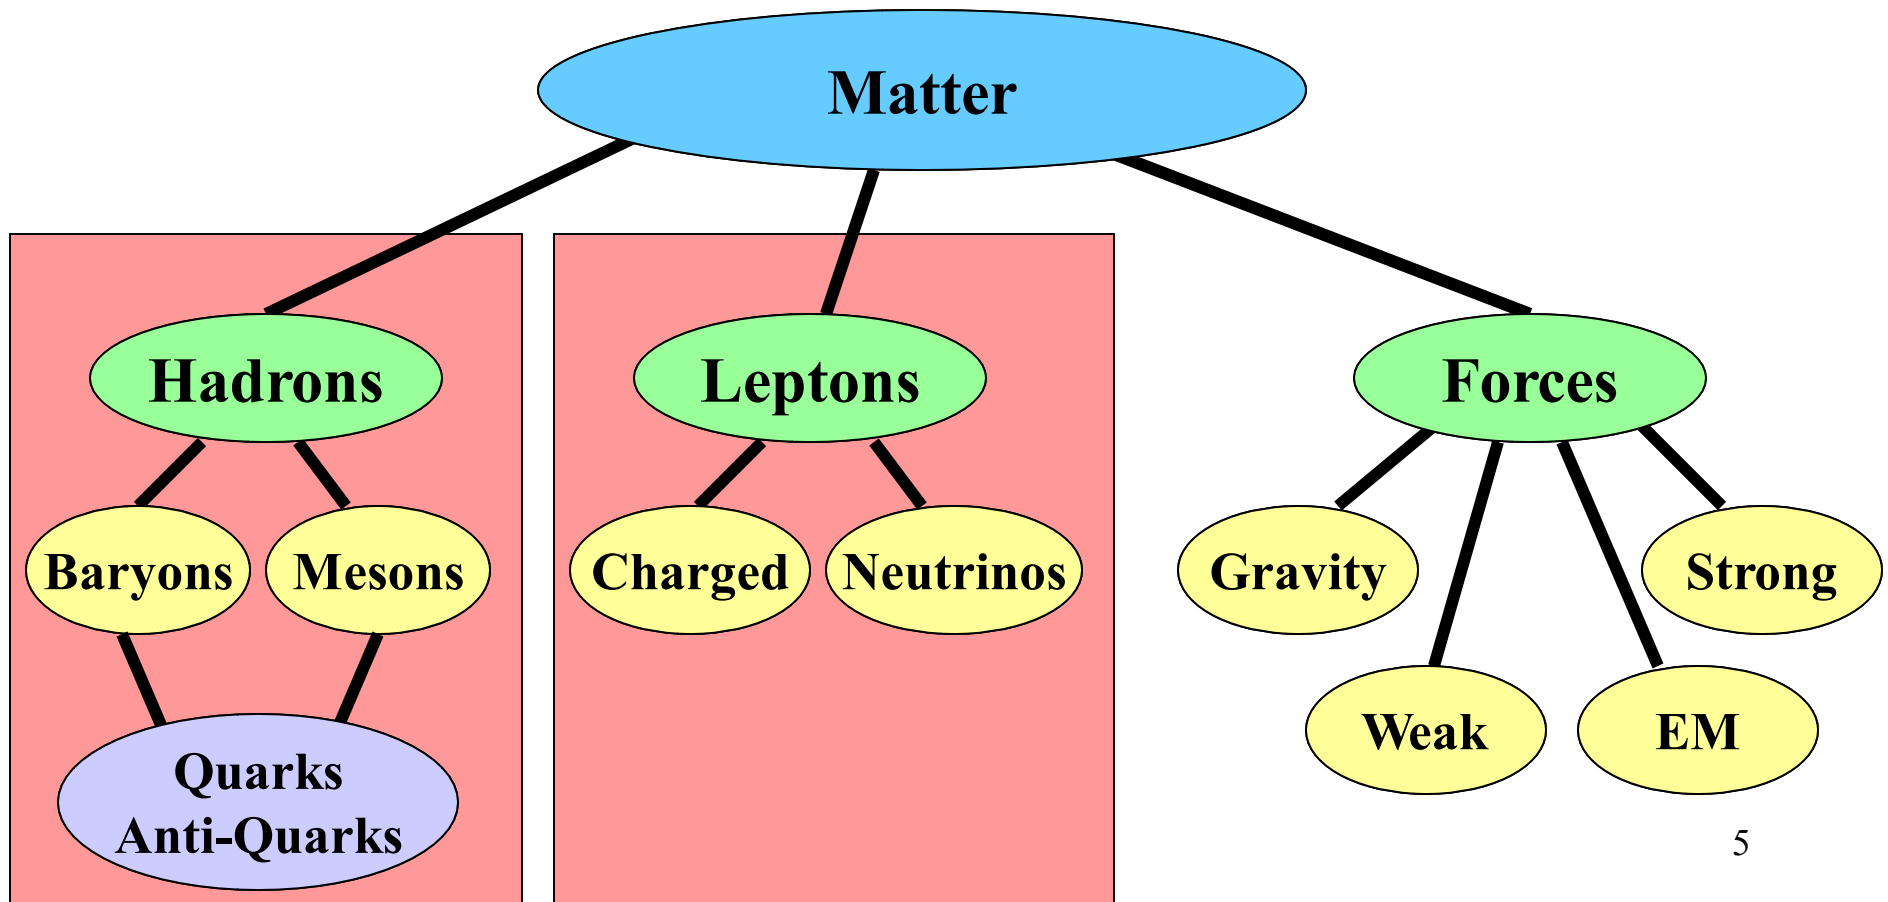 Matter
Hadrons
Leptons
Forces
Baryons
Mesons
Charged
Neutrinos
Gravity
Strong
Weak
EM
Quarks
Anti-Quarks
5